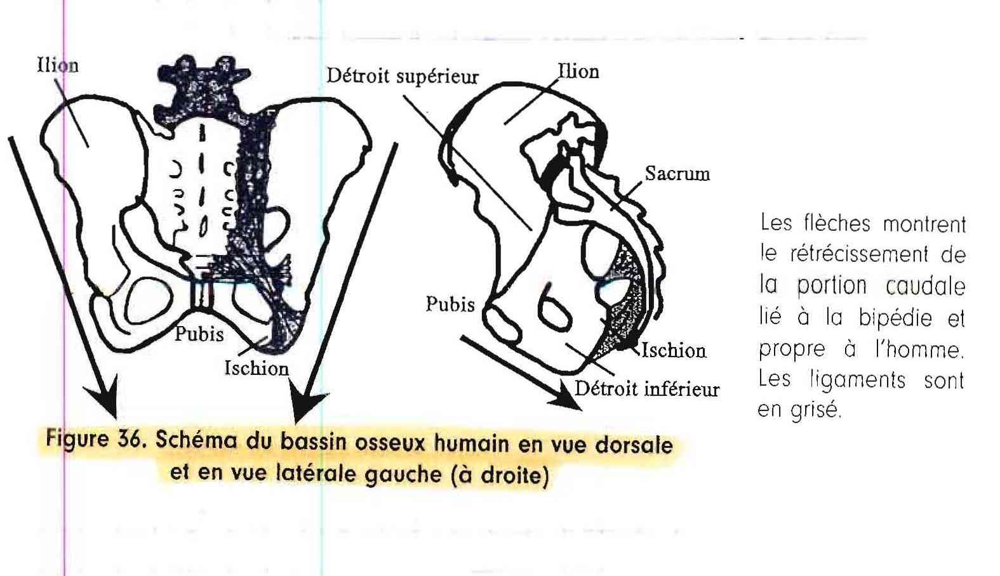 Ilion
Détroit supérieur
Ilion
Sacrum
Pubis
Ischion
Pubis
Ischion
Détroit inférieur
Les flèches montrent
le rétrécissement de
la portion caudale
lié à la bipédie et
propre à l'homme.
Les ligaments sont
en grisé.
Figure 36. Schéma du bassin osseux humain en vue dorsale
et en vue latérale gauche (à droite)